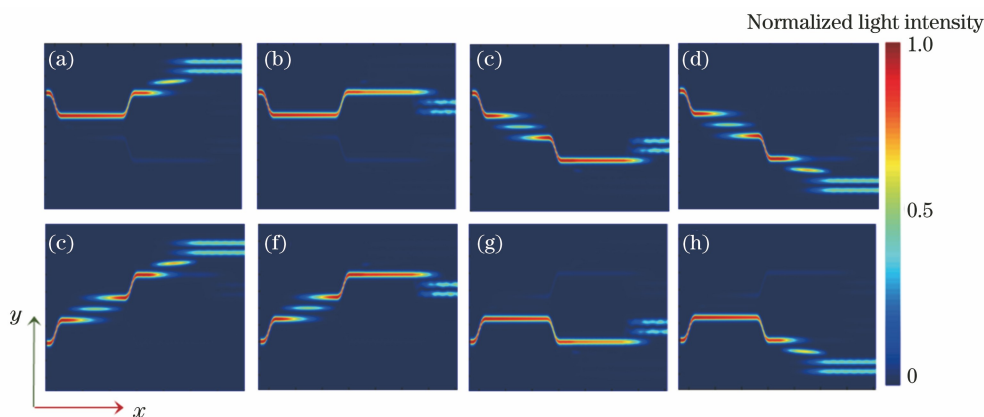 Normalized light intensity
(a)
(b)
(c)
(d)
1.0
0.5
(c)
(f)
(g)
(h)
0
y
x